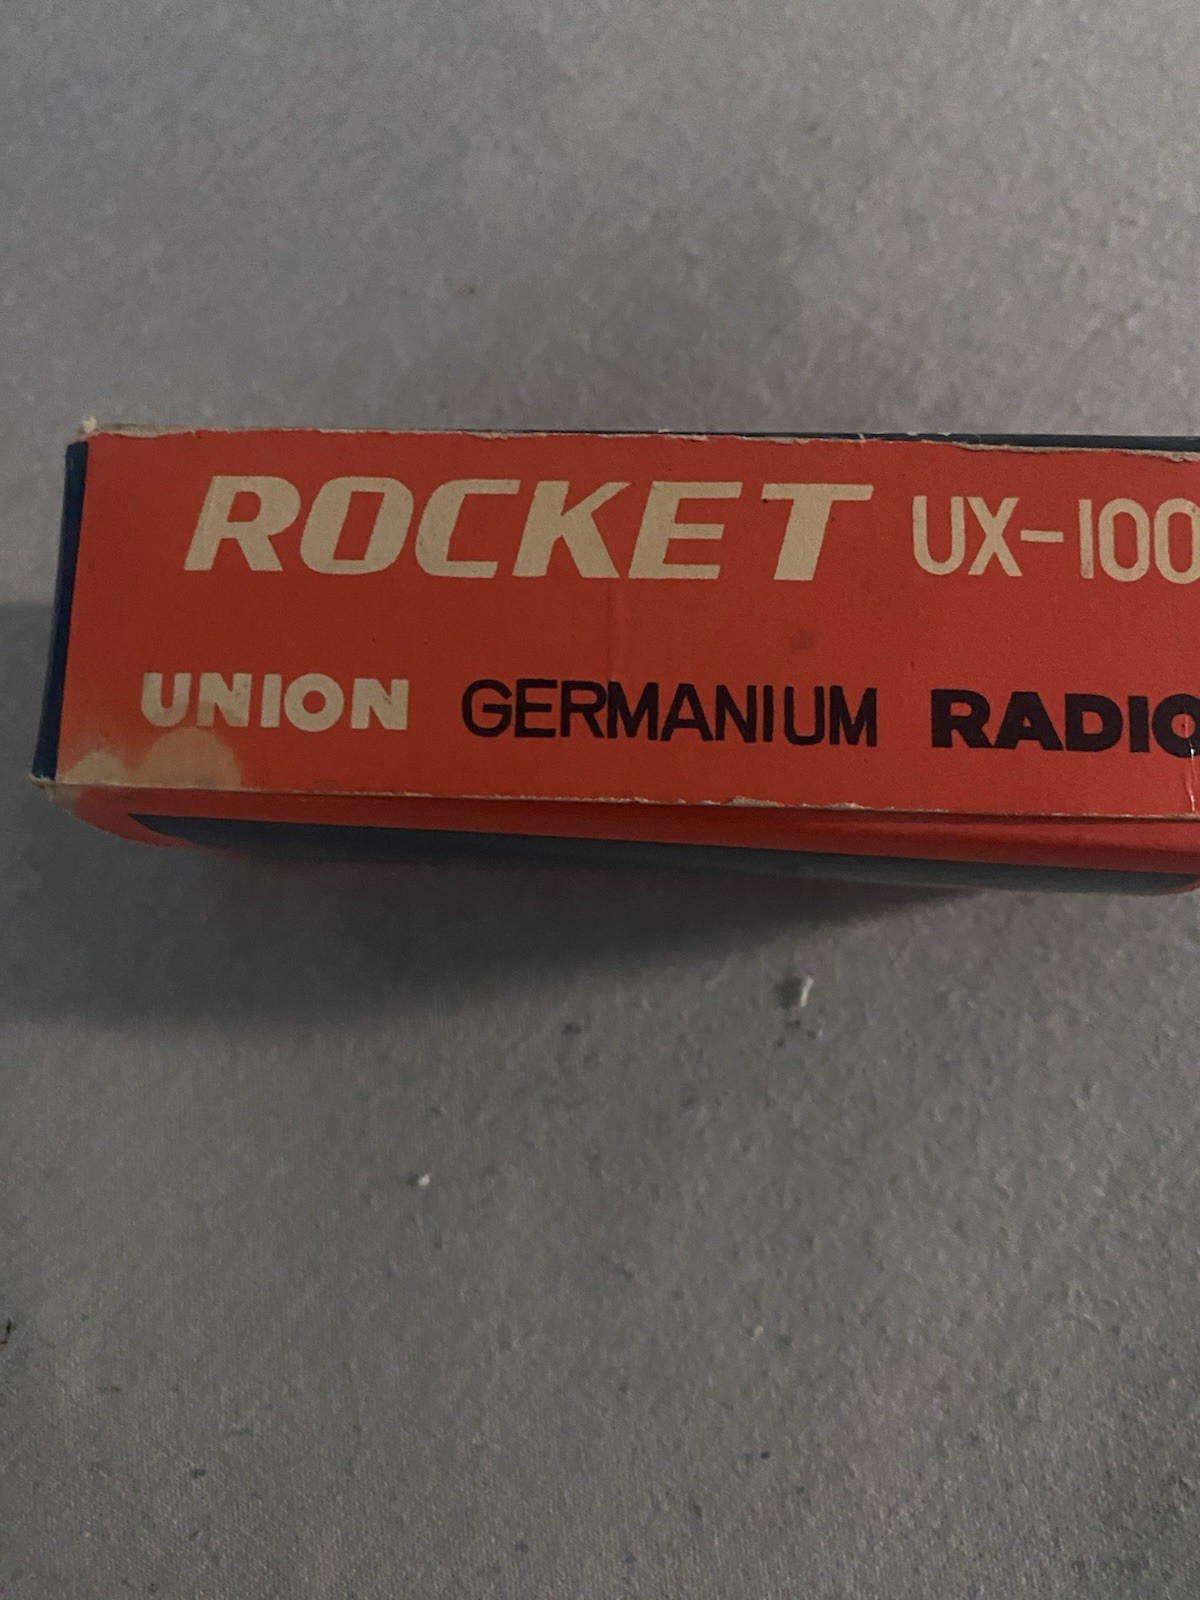 ROCKET UX-100
UNION GERMANIUM RADIO